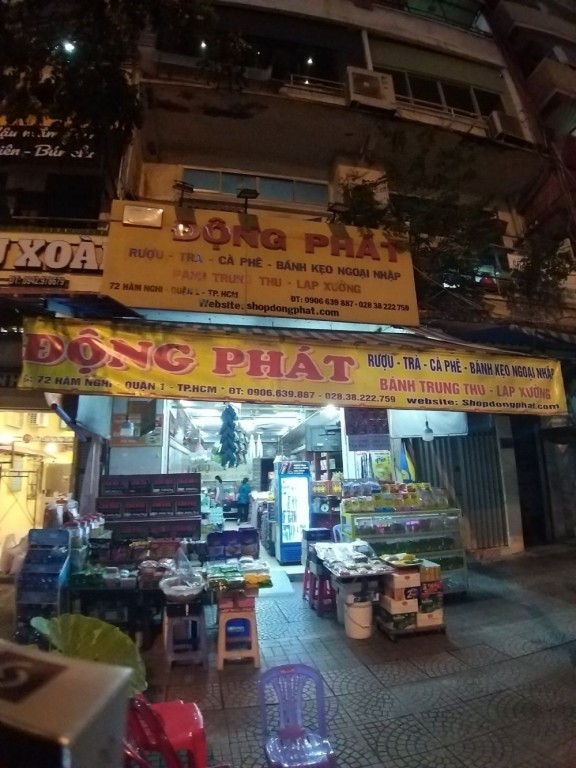 - Bún
XOÀI
ĐỘNG PHÁT
RƯỢU - TRÀ - CÀ PHÊ - BÁNH KẸO NGOẠI NHẬP
BÁNH TRUNG THU - LẠP XƯỞNG
72 HÀM NGHI - QUẬN 1 - TP. HCM
ĐT: 0906 639 887 - 028 38 222.759
Website: shopdongphat.com
ĐỘNG PHÁT
RƯỢU - TRÀ - CÀ PHÊ - BÁNH KẸO NGOẠI NHẬP
BÁNH TRUNG THU - LẠP XƯỞNG
72 HÀM NGHI QUẬN 1 - TP.HCM * ĐT: 0906.639.887 - 028.38.222.759
website: Shopdongphat.com